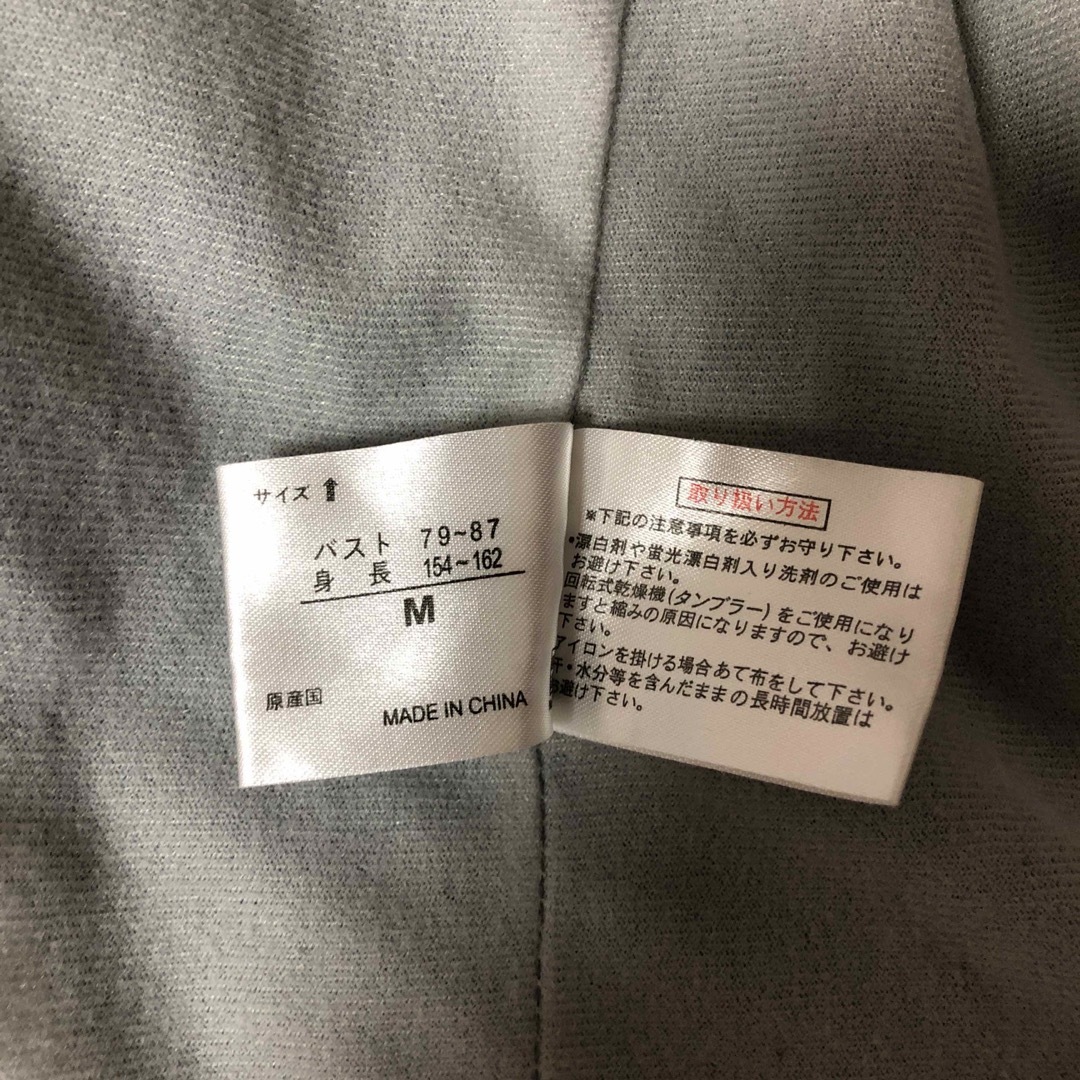 サイズ ⬆
バスト 79~87
身長 154~162
M
原産国
MADE IN CHINA
取り扱い方法
※下記の注意事項を必ずお守り下さい。
・漂白剤や蛍光漂白剤入り洗剤のご使用は
お避け下さい。
回転式乾燥機(タンブラー)をご使用になり
ますと縮みの原因になりますので、お避け
下さい。
アイロンを掛ける場合あて布をして下さい。
汗・水分等を含んだままの長時間放置は
お避け下さい。